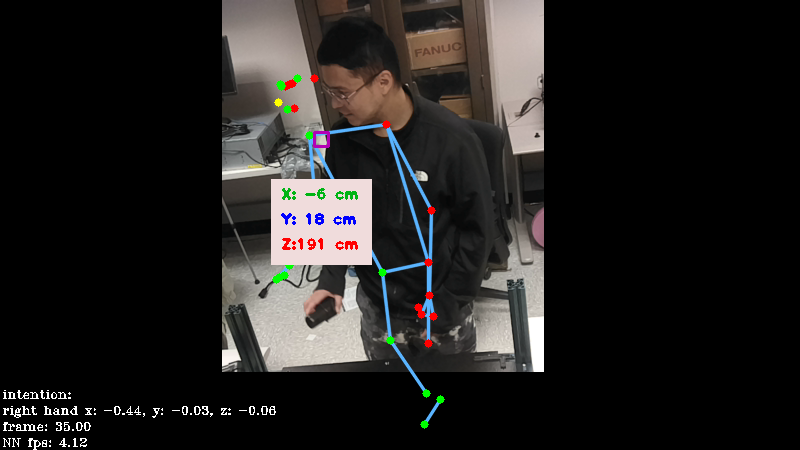 FANUC
X: -6 cm
Y: 18 cm
Z:191 cm
intention:
right hand x: -0.44, y: -0.03, z: -0.06
frame: 35.00
NN fps: 4.12